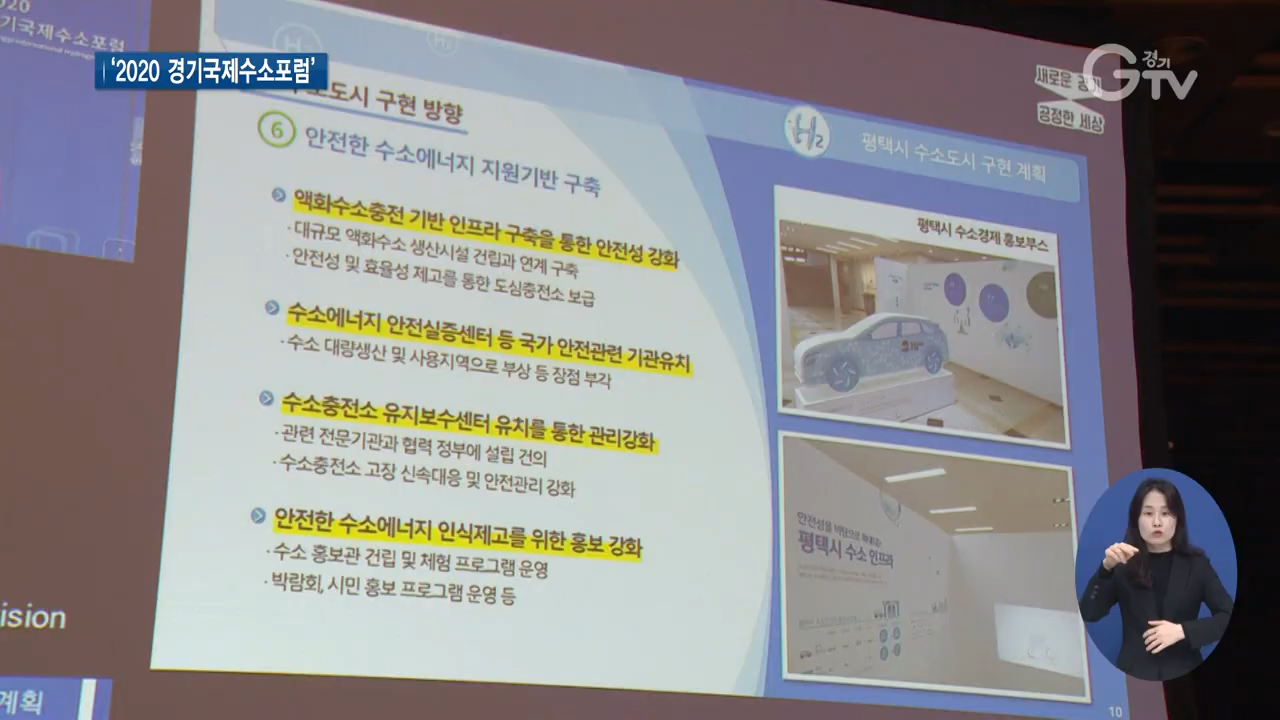 2020
경기국제수소포럼
'2020 경기국제수소포럼'
경기
GTV
새로운 경기
공정한 세상
수소도시 구현 방향
H2
평택시 수소도시 구현 계획
6 안전한 수소에너지 지원기반 구축
액화수소충전 기반 인프라 구축을 통한 안전성 강화
· 대규모 액화수소 생산시설 건립과 연계 구축
· 안전성 및 효율성 제고를 통한 도심충전소 보급
수소에너지 안전실증센터 등 국가 안전관련 기관유치
· 수소 대량생산 및 사용지역으로 부상 등 장점 부각
수소충전소 유지보수센터 유치를 통한 관리강화
· 관련 전문기관과 협력 정부에 설립 건의
· 수소충전소 고장 신속대응 및 안전관리 강화
안전한 수소에너지 인식제고를 위한 홍보 강화
· 수소 홍보관 건립 및 체험 프로그램 운영
· 박람회, 시민 홍보 프로그램 운영 등
평택시 수소경제 홍보부스
안전성을 바탕으로
평택시 수소 인프라
ision
계획
10